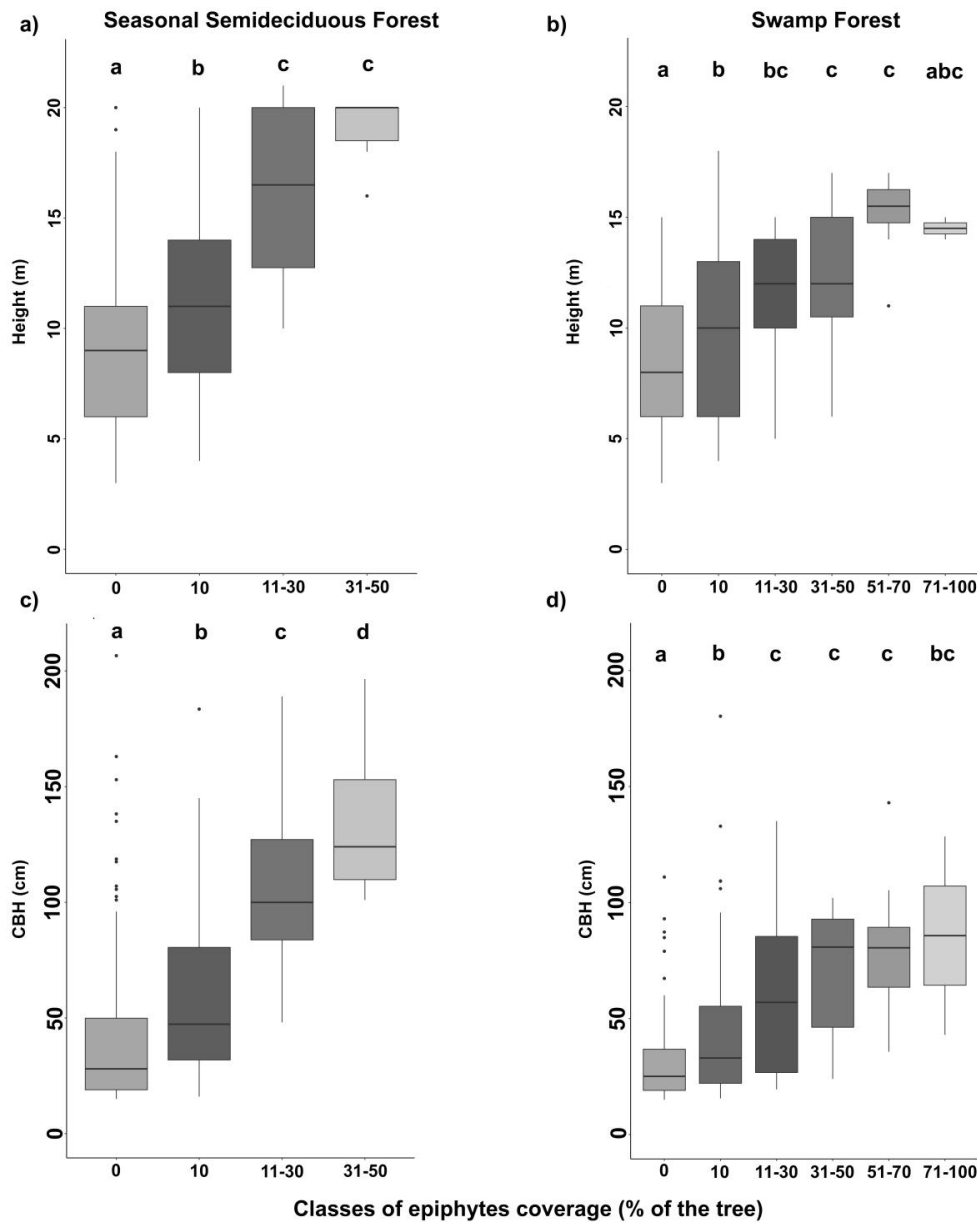 a) Seasonal Semideciduous Forest
a b c c
Height (m)
20
15
10
5
0
0 10 11-30 31-50
b) Swamp Forest
a b bc c c abc
Height (m)
20
15
10
5
0
0 10 11-30 31-50 51-70 71-100
c)
a b c d
CBH (cm)
200
150
100
50
0
0 10 11-30 31-50
d)
a b c c c bc
CBH (cm)
200
150
100
50
0
0 10 11-30 31-50 51-70 71-100
Classes of epiphytes coverage (% of the tree)